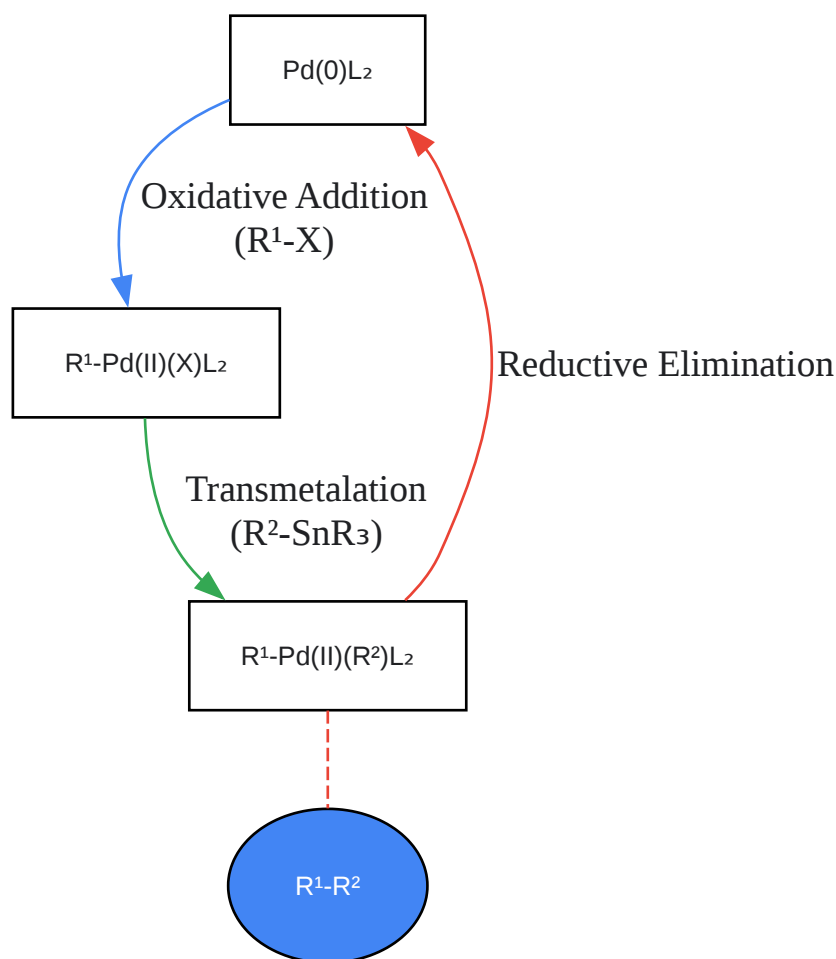 Pd(0)L₂
Oxidative Addition
(R¹-X)
R¹-Pd(II)(X)L₂
Reductive Elimination
Transmetalation
(R²-SnR₃)
R¹-Pd(II)(R²)L₂
R¹-R²